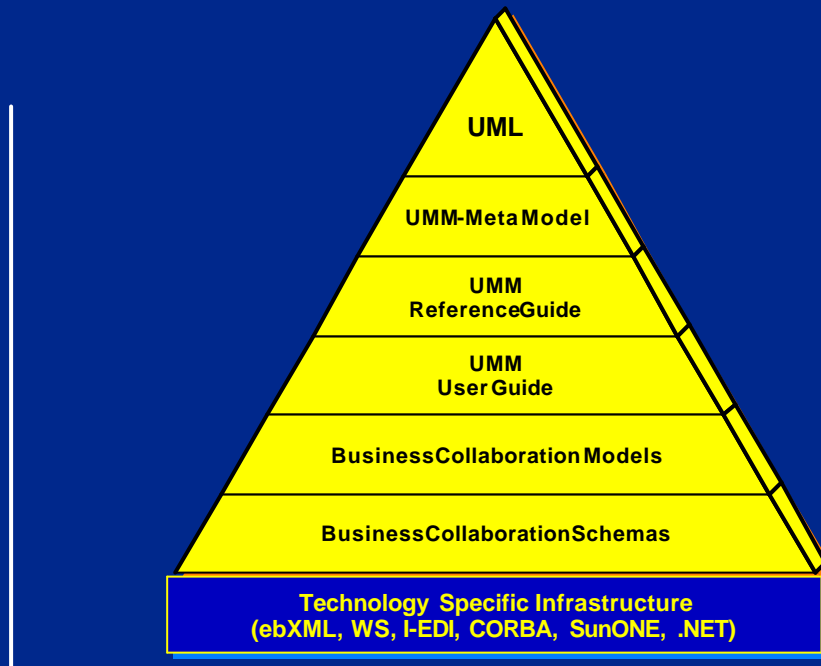 UML
UMM-Meta Model
UMM
ReferenceGuide
UMM
User Guide
BusinessCollaboration Models
BusinessCollaborationSchemas
Technology Specific Infrastructure
(ebXML, WS, I-EDI, CORBA, SunONE, .NET)